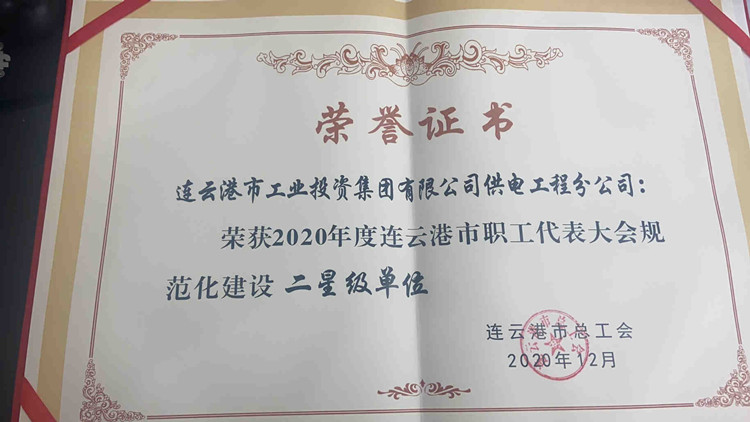 荣誉证书
连云港市工业投资集团有限公司供电工程分公司：
荣获2020年度连云港市职工代表大会规
范化建设 二星级单位
连云港市总工会
2020年12月